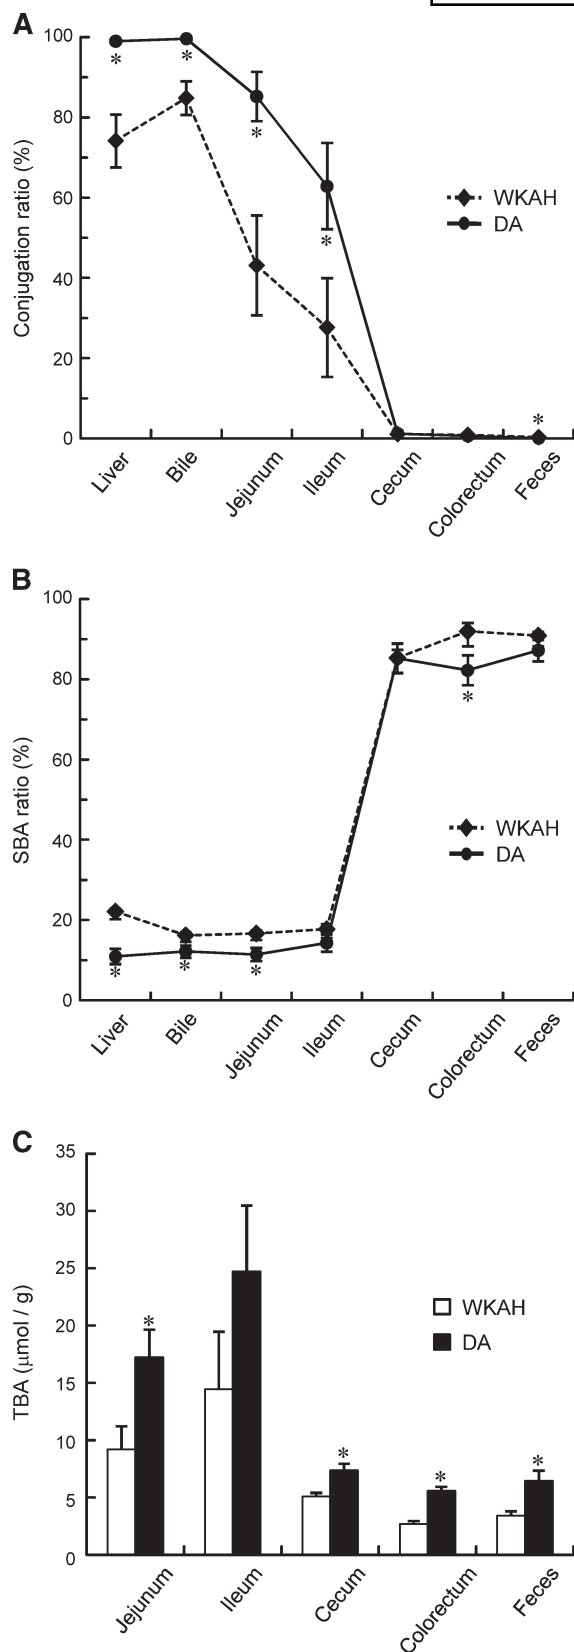 A
100
80
60
40
20
0
Conjugation ratio (%)
*
*
*
*
*
WKAH
DA
Liver
Bile
Jejunum
Ileum
Cecum
Colorectum
Feces
B
100
80
60
40
20
0
SBA ratio (%)
*
*
*
*
WKAH
DA
Liver
Bile
Jejunum
Ileum
Cecum
Colorectum
Feces
C
35
30
25
20
15
10
5
0
TBA (μmol / g)
*
*
*
*
WKAH
DA
Jejunum
Ileum
Cecum
Colorectum
Feces